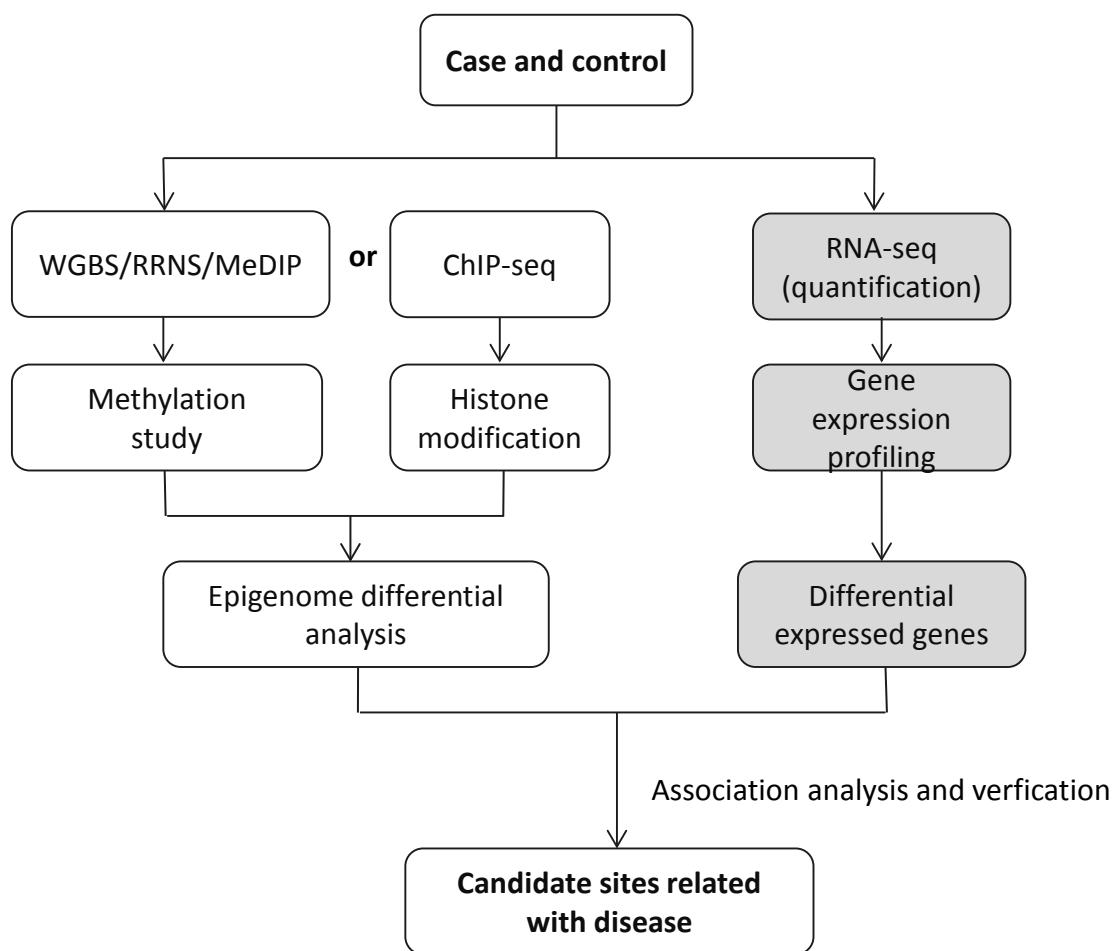 Case and control
WGBS/RRNS/MeDIP
or
ChIP-seq
RNA-seq
(quantification)
Methylation
study
Histone
modification
Gene
expression
profiling
Epigenome differential
analysis
Differential
expressed genes
Association analysis and verfication
Candidate sites related
with disease